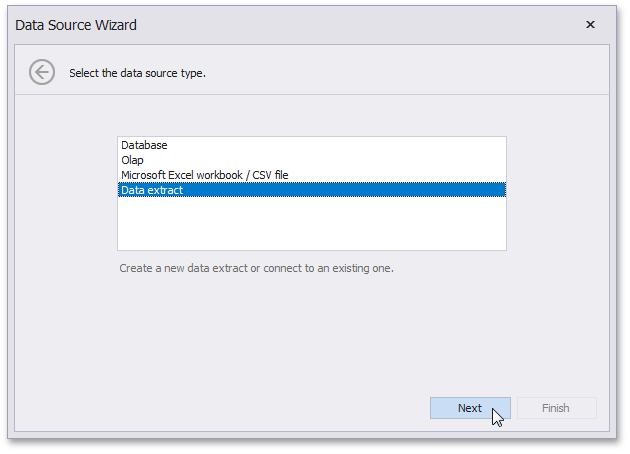 Data Source Wizard
Select the data source type.
Database
Olap
Microsoft Excel workbook / CSV file
Data extract
Create a new data extract or connect to an existing one.
Next
Finish